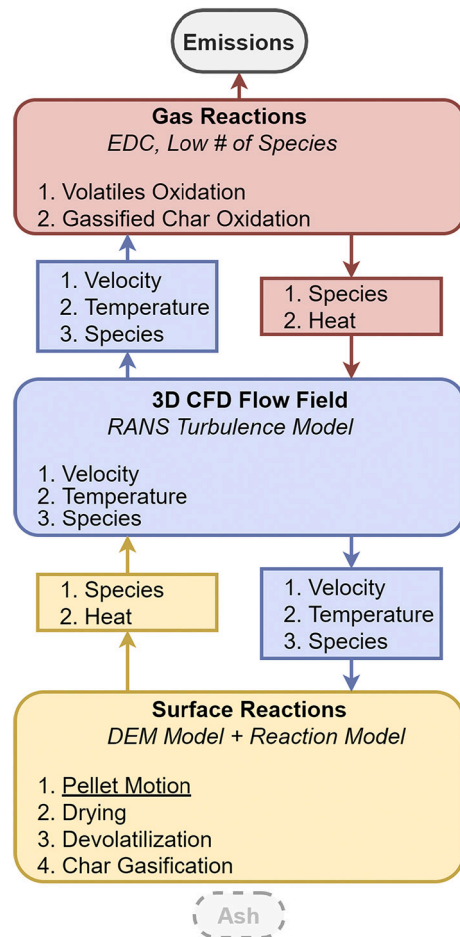 Emissions
Gas Reactions
EDC, Low # of Species
1. Volatiles Oxidation
2. Gassified Char Oxidation
1. Velocity
2. Temperature
3. Species
1. Species
2. Heat
3D CFD Flow Field
RANS Turbulence Model
1. Velocity
2. Temperature
3. Species
1. Species
2. Heat
1. Velocity
2. Temperature
3. Species
Surface Reactions
DEM Model + Reaction Model
1. Pellet Motion
2. Drying
3. Devolatilization
4. Char Gasification
Ash